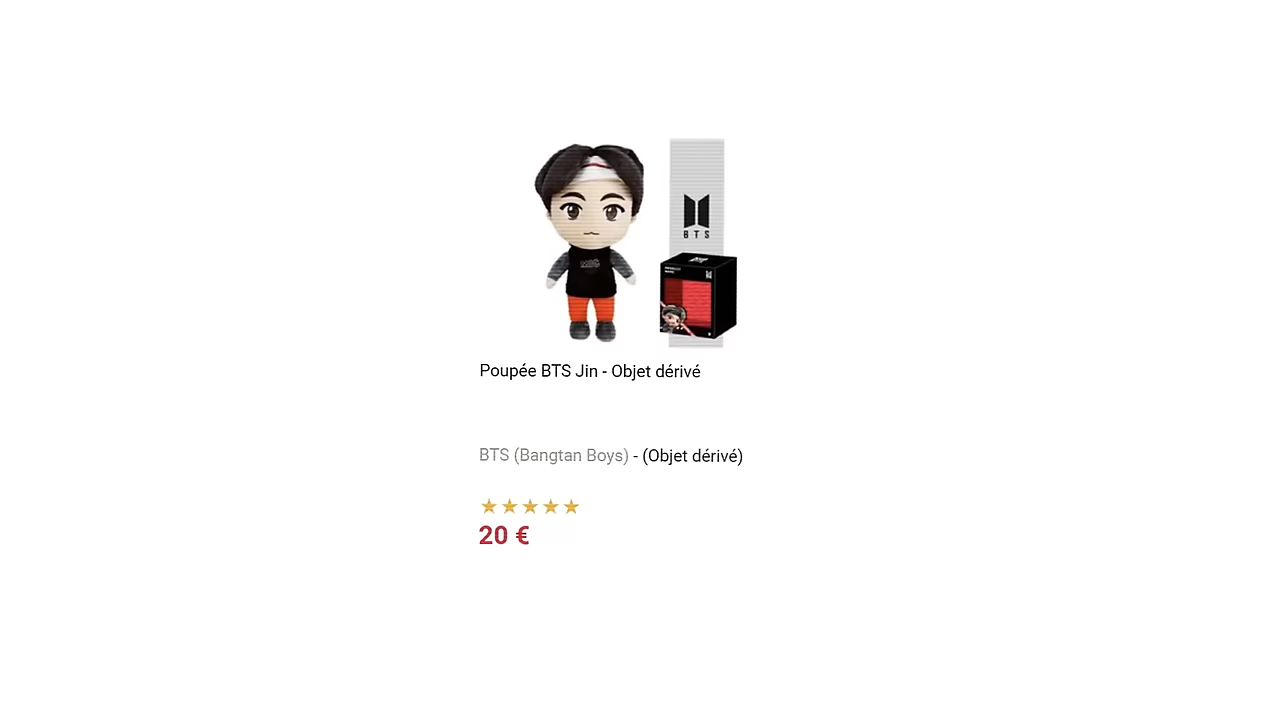 BTS
Poupée BTS Jin - Objet dérivé
BTS (Bangtan Boys) - (Objet dérivé)
20 €